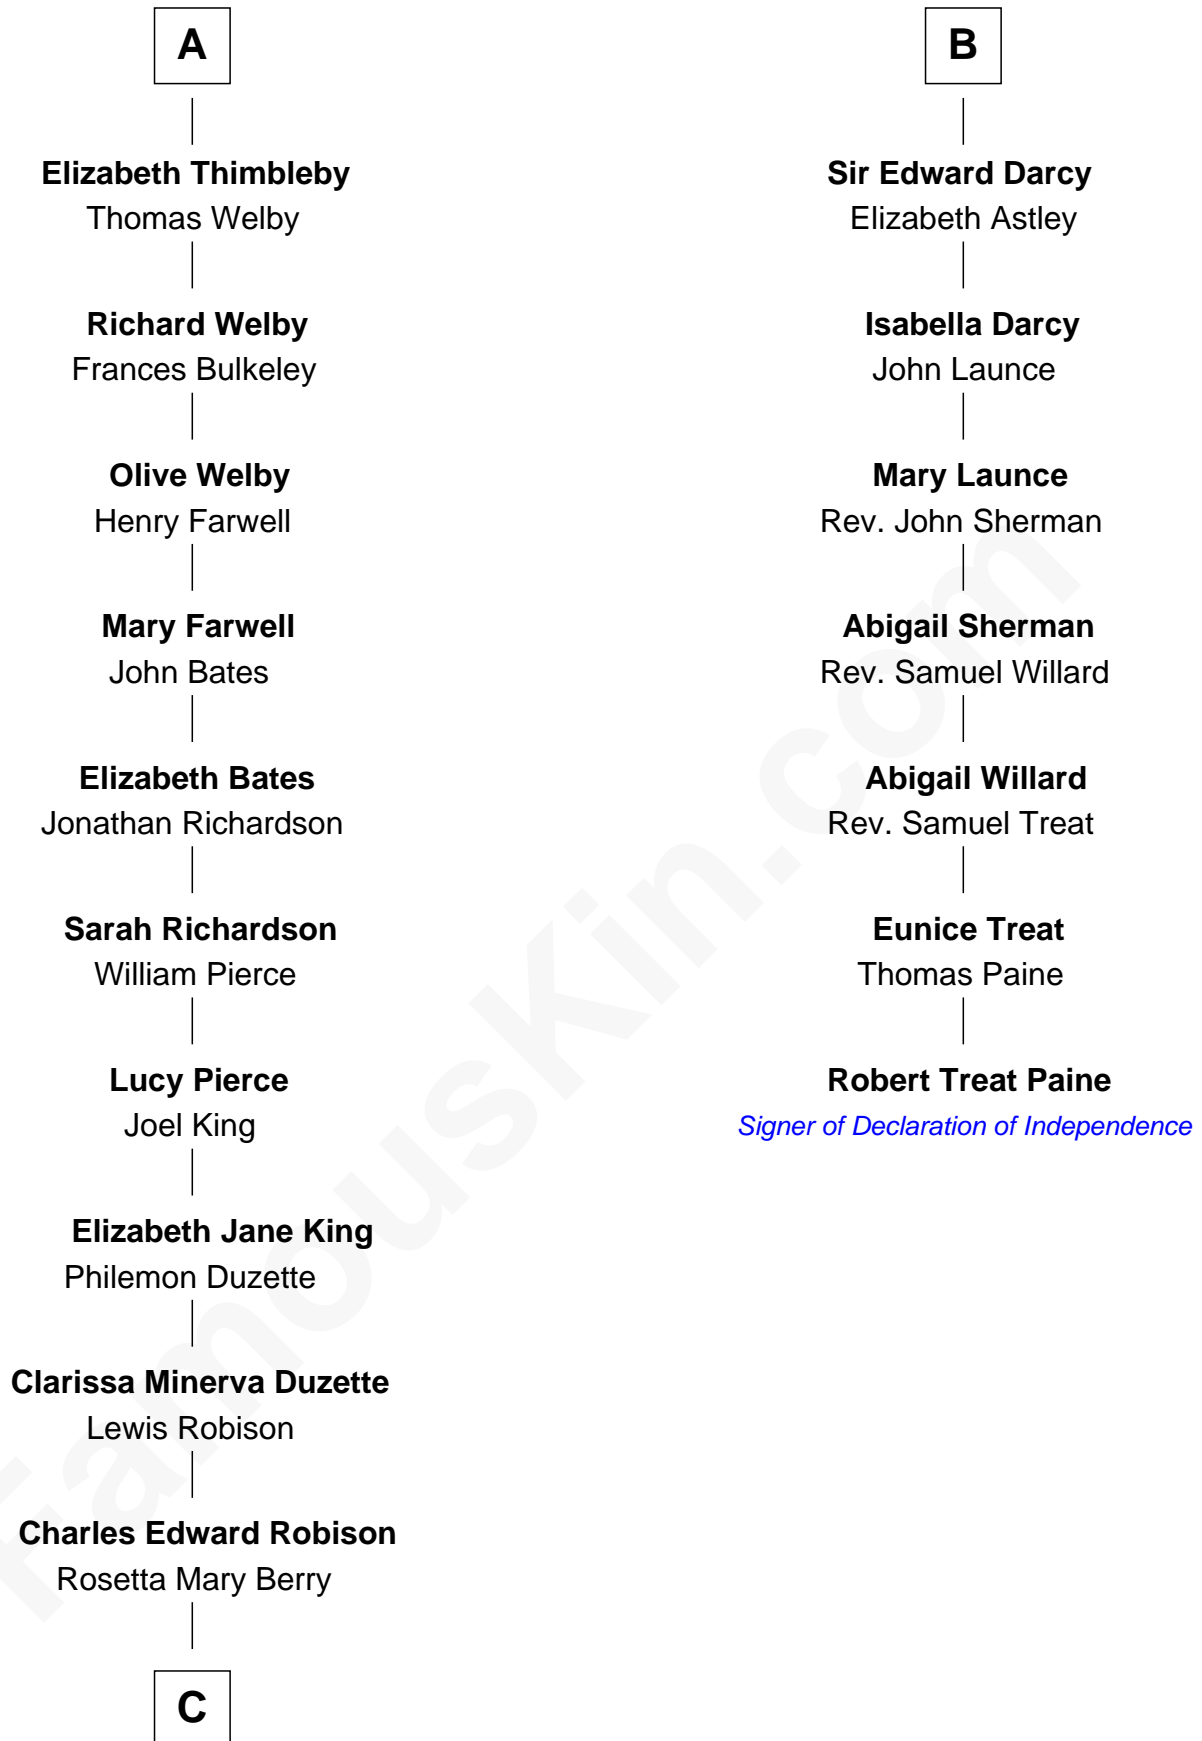 A
Elizabeth Thimbleby
Thomas Welby
Richard Welby
Frances Bulkeley
Olive Welby
Henry Farwell
Mary Farwell
John Bates
Elizabeth Bates
Jonathan Richardson
Sarah Richardson
William Pierce
Lucy Pierce
Joel King
Elizabeth Jane King
Philemon Duzette
Clarissa Minerva Duzette
Lewis Robison
Charles Edward Robison
Rosetta Mary Berry
C
B
Sir Edward Darcy
Elizabeth Astley
Isabella Darcy
John Launce
Mary Launce
Rev. John Sherman
Abigail Sherman
Rev. Samuel Willard
Abigail Willard
Rev. Samuel Treat
Eunice Treat
Thomas Paine
Robert Treat Paine
Signer of Declaration of Independence
FamousKin.com